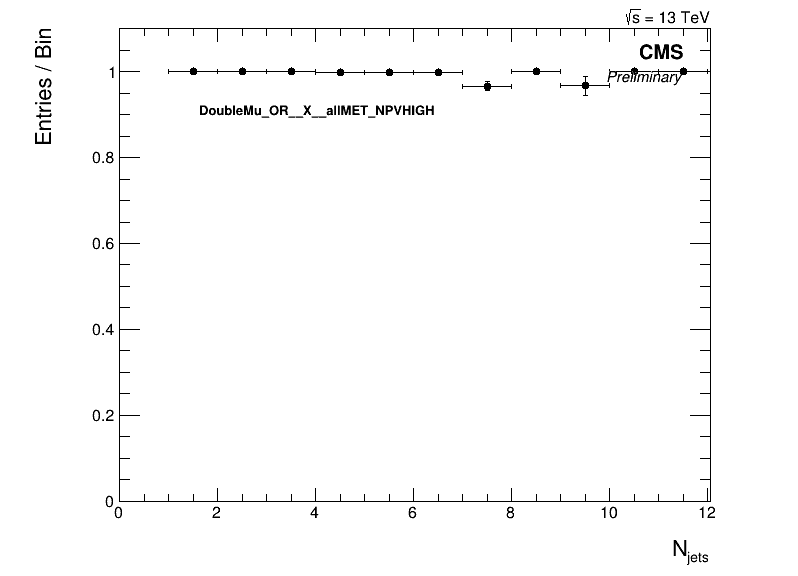 √s = 13 TeV
CMS
Preliminary
Entries / Bin
DoubleMu_OR__X__allMET_NPVHIGH
1
0.8
0.6
0.4
0.2
0
0 2 4 6 8 10 12
Njets